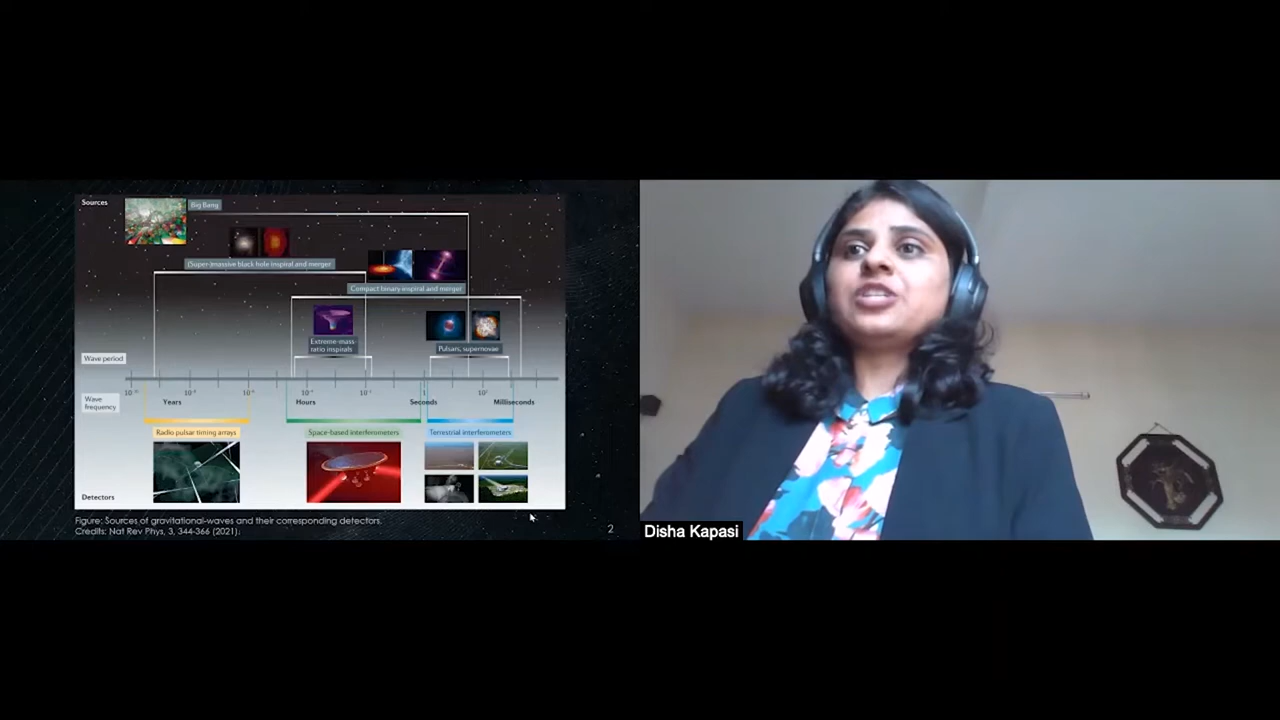 Sources
Big Bang
(Super-)massive black hole inspiral and merger
Compact binary inspiral and merger
Extreme-mass-
ratio inspirals
Pulsars, supernovae
Wave period
Years
Hours
Seconds
Milliseconds
Wave
frequency
1
Radio pulsar timing arrays
Space-based interferometers
Terrestrial interferometers
Detectors
Figure: Sources of gravitational-waves and their corresponding detectors.
Credits: Nat Rev Phys, 3, 344-366 (2021).
2
Disha Kapasi